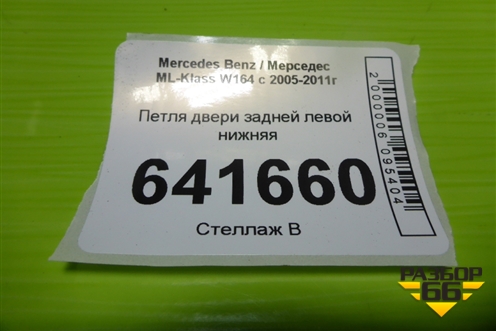 Mercedes Benz / Мерседес
ML-Klass W164 с 2005-2011г
Петля двери задней левой
нижняя
641660
Стеллаж В
2000006095404
РАЗБОР
66